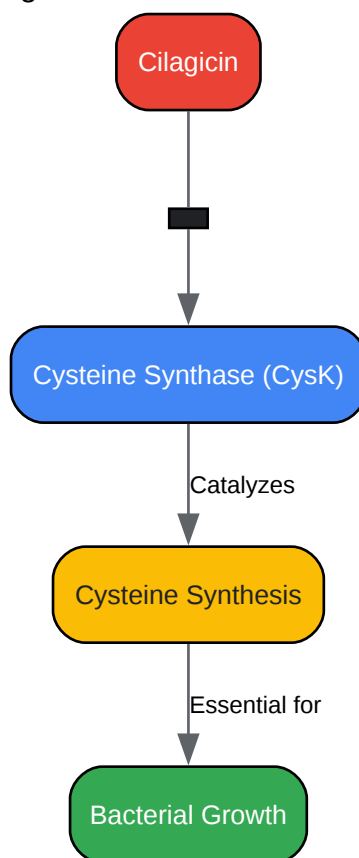 Cilagicin
Cysteine Synthase (CysK)
Catalyzes
Cysteine Synthesis
Essential for
Bacterial Growth